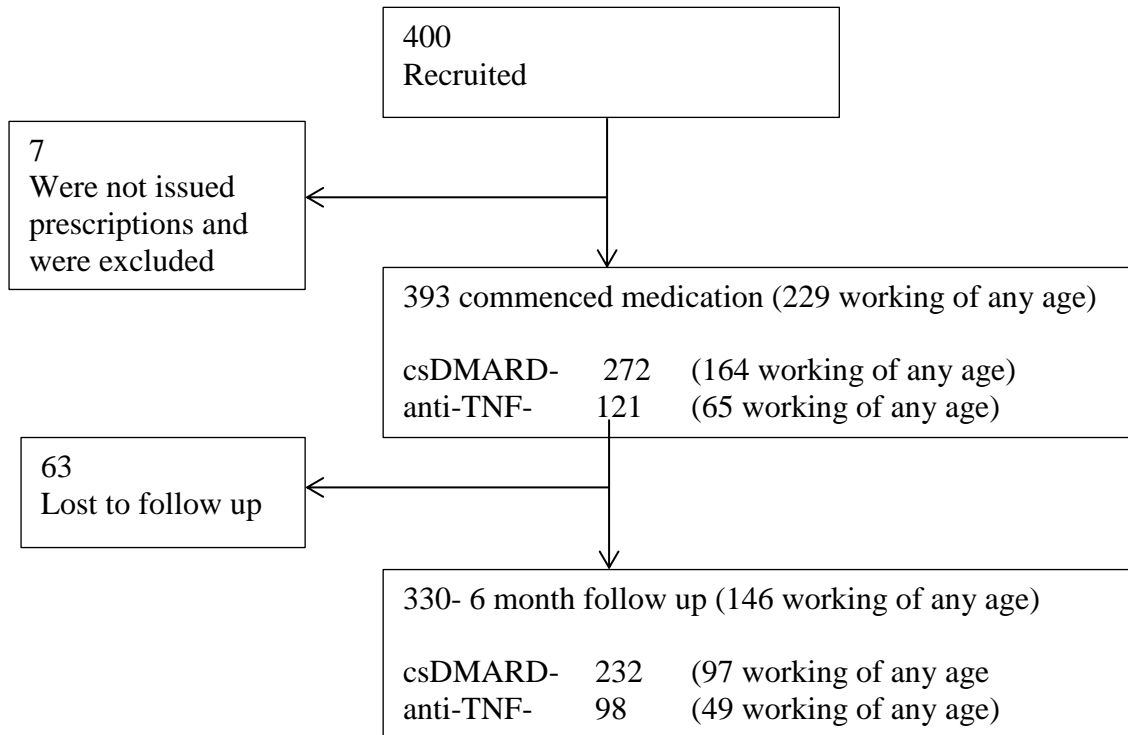 400
Recruited
7
Were not issued
prescriptions and
were excluded
393 commenced medication (229 working of any age)
csDMARD- 272 (164 working of any age)
anti-TNF- 121 (65 working of any age)
63
Lost to follow up
330- 6 month follow up (146 working of any age)
csDMARD- 232 (97 working of any age
anti-TNF- 98 (49 working of any age)